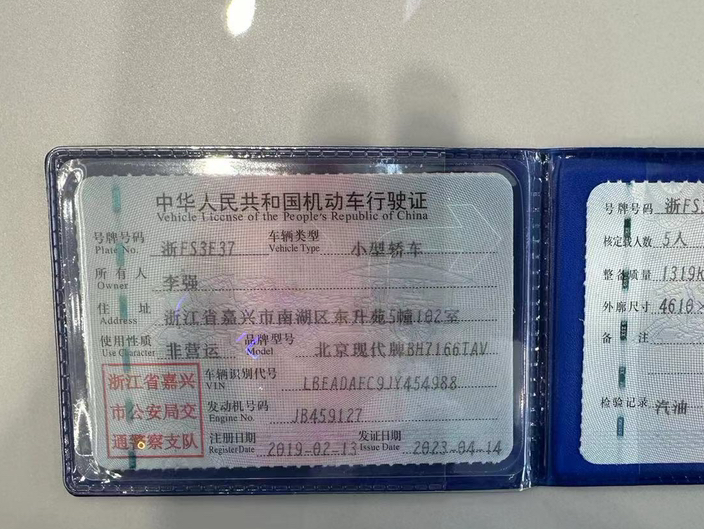 中华人民共和国机动车行驶证
Vehicle License of the People's Republic of China
号牌号码 Plate No. 浙FS3E37 车辆类型 Vehicle Type 小型轿车
所有人 Owner 李强
住址 Address 浙江省嘉兴市南湖区东升苑5幢102室
使用性质 Use Character 非营运 品牌型号 Model 北京现代牌BH7166TAV
浙江省嘉兴
市公安局交
通警察支队
车辆识别代号 VIN LBEADAFC9JY454988
发动机号码 Engine No. JB459127
注册日期 Register Date 2019-02-13 发证日期 Issue Date 2023-04-14
号牌号码 浙FS
核定载人数 5人
整备质量 1319
外廓尺寸 4610×
备注
检验记录 汽油